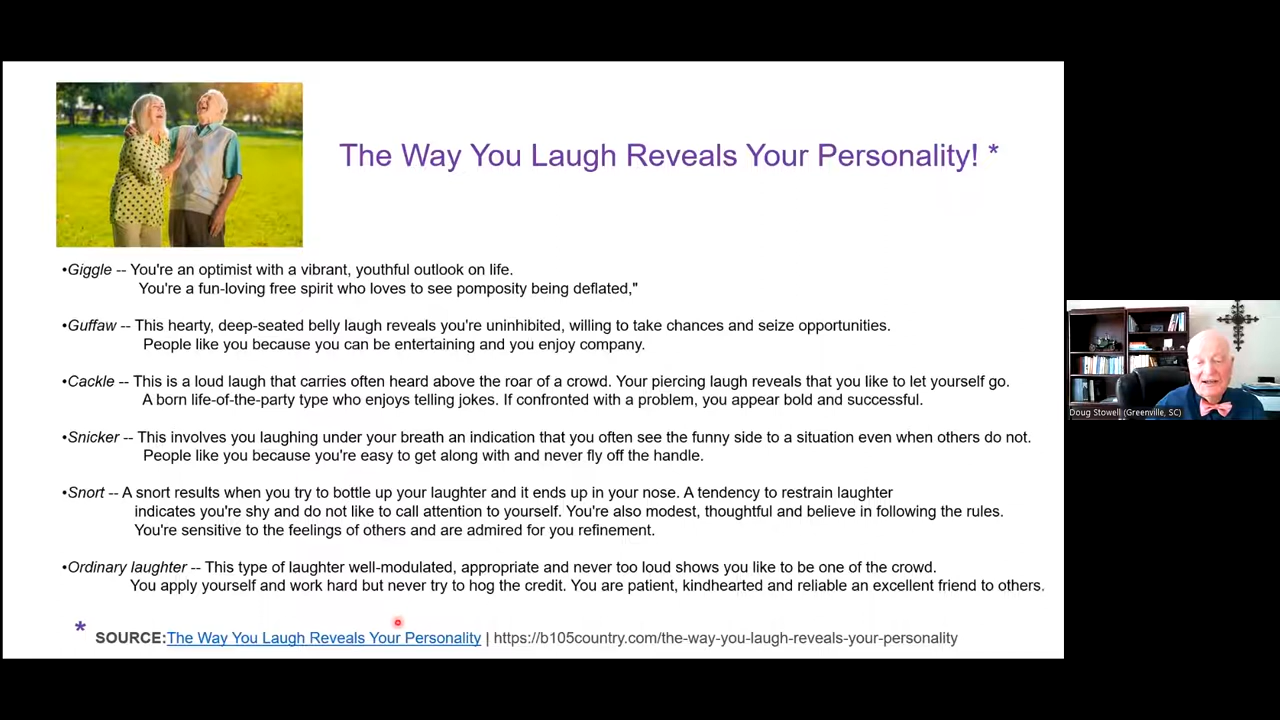 The Way You Laugh Reveals Your Personality! *
•Giggle -- You're an optimist with a vibrant, youthful outlook on life.
You're a fun-loving free spirit who loves to see pomposity being deflated,"
•Guffaw -- This hearty, deep-seated belly laugh reveals you're uninhibited, willing to take chances and seize opportunities.
People like you because you can be entertaining and you enjoy company.
•Cackle -- This is a loud laugh that carries often heard above the roar of a crowd. Your piercing laugh reveals that you like to let yourself go.
A born life-of-the-party type who enjoys telling jokes. If confronted with a problem, you appear bold and successful.
•Snicker -- This involves you laughing under your breath an indication that you often see the funny side to a situation even when others do not.
People like you because you're easy to get along with and never fly off the handle.
•Snort -- A snort results when you try to bottle up your laughter and it ends up in your nose. A tendency to restrain laughter
indicates you're shy and do not like to call attention to yourself. You're also modest, thoughtful and believe in following the rules.
You're sensitive to the feelings of others and are admired for you refinement.
•Ordinary laughter -- This type of laughter well-modulated, appropriate and never too loud shows you like to be one of the crowd.
You apply yourself and work hard but never try to hog the credit. You are patient, kindhearted and reliable an excellent friend to others.
* SOURCE:The Way You Laugh Reveals Your Personality | https://b105country.com/the-way-you-laugh-reveals-your-personality
Doug Stowell (Greenville, SC)